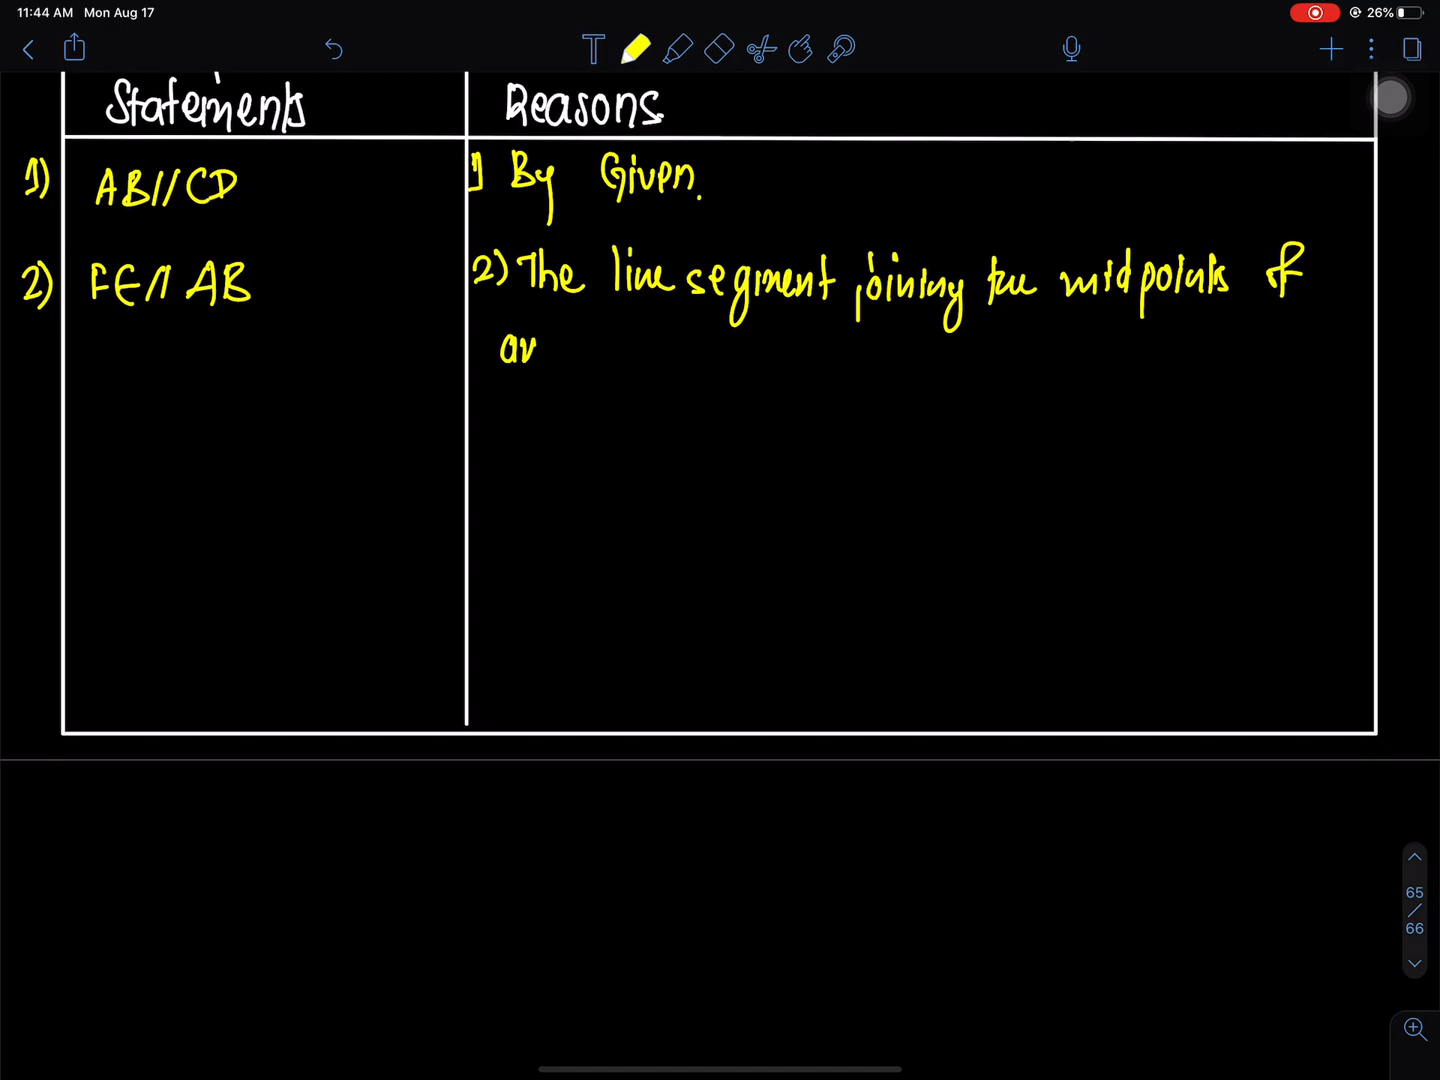 11:44 AM Mon Aug 17
26%
Statements Reasons
1) AB//CD 1) By Given.
2) FE // AB 2) The line segment joining the midpoints of
65
/
66